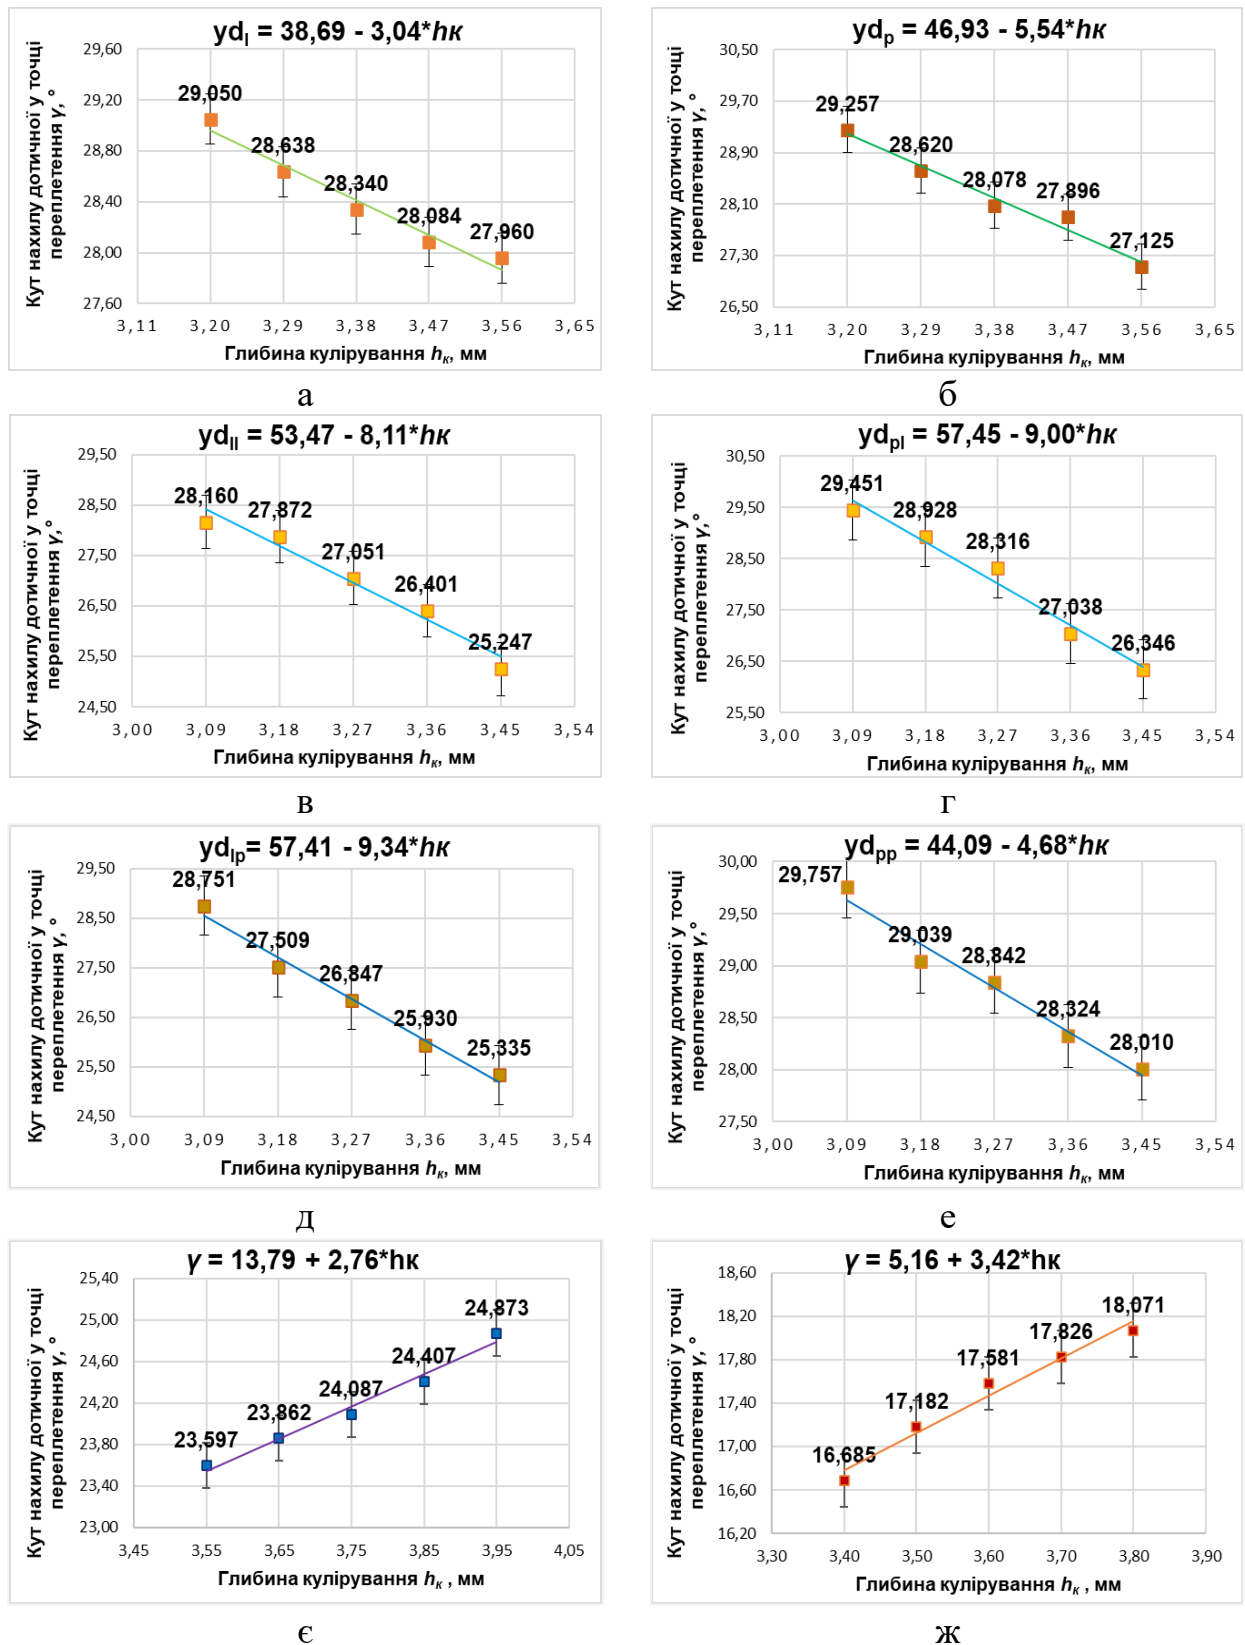 yd_l = 38,69 - 3,04*hк
Кут нахилу дотичної у точці
переплетення γ, °
29,60
29,20
28,80
28,40
28,00
27,60
29,050
28,638
28,340
28,084
27,960
3,11 3,20 3,29 3,38 3,47 3,56 3,65
Глибина кулірування hк, мм
а
yd_p = 46,93 - 5,54*hк
Кут нахилу дотичної у точці
переплетення γ, °
30,50
29,70
28,90
28,10
27,30
26,50
29,257
28,620
28,078
27,896
27,125
3,11 3,20 3,29 3,38 3,47 3,56 3,65
Глибина кулірування hк, мм
б
yd_ll = 53,47 - 8,11*hк
Кут нахилу дотичної у точці
переплетення γ,°
29,50
28,50
27,50
26,50
25,50
24,50
28,160
27,872
27,051
26,401
25,247
3,00 3,09 3,18 3,27 3,36 3,45 3,54
Глибина кулірування hк, мм
в
yd_pl = 57,45 - 9,00*hк
Кут нахилу дотичної у точці
переплетення γ,°
30,50
29,50
28,50
27,50
26,50
25,50
29,451
28,928
28,316
27,038
26,346
3,00 3,09 3,18 3,27 3,36 3,45 3,54
Глибина кулірування hк, мм
г
yd_lp= 57,41 - 9,34*hк
Кут нахилу дотичної у точці
переплетення γ, °
29,50
28,50
27,50
26,50
25,50
24,50
28,751
27,509
26,847
25,930
25,335
3,00 3,09 3,18 3,27 3,36 3,45 3,54
Глибина кулірування hк, мм
д
yd_pp = 44,09 - 4,68*hк
Кут нахилу дотичної у точці
переплетення γ, °
30,00
29,50
29,00
28,50
28,00
27,50
29,757
29,039
28,842
28,324
28,010
3,00 3,09 3,18 3,27 3,36 3,45 3,54
Глибина кулірування hк, мм
е
γ = 13,79 + 2,76*hк
Кут нахилу дотичної у точці
переплетення γ, °
25,40
25,00
24,60
24,20
23,80
23,40
23,00
23,597
23,862
24,087
24,407
24,873
3,45 3,55 3,65 3,75 3,85 3,95 4,05
Глибина кулірування hк , мм
є
γ = 5,16 + 3,42*hк
Кут нахилу дотичної у точці
переплетення γ, °
18,60
18,20
17,80
17,40
17,00
16,60
16,20
16,685
17,182
17,581
17,826
18,071
3,30 3,40 3,50 3,60 3,70 3,80 3,90
Глибина кулірування hк , мм
ж